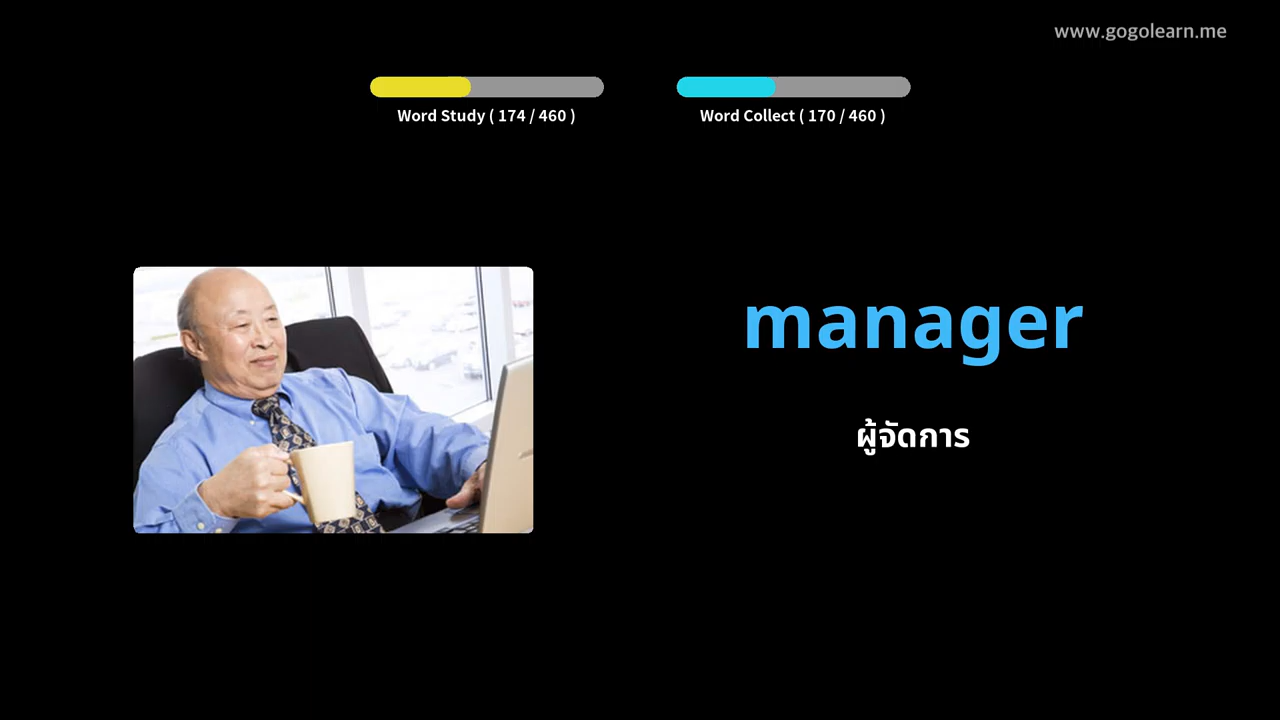 www.gogolearn.me
Word Study ( 174 / 460 )
Word Collect ( 170 / 460 )
manager
ผู้จัดการ